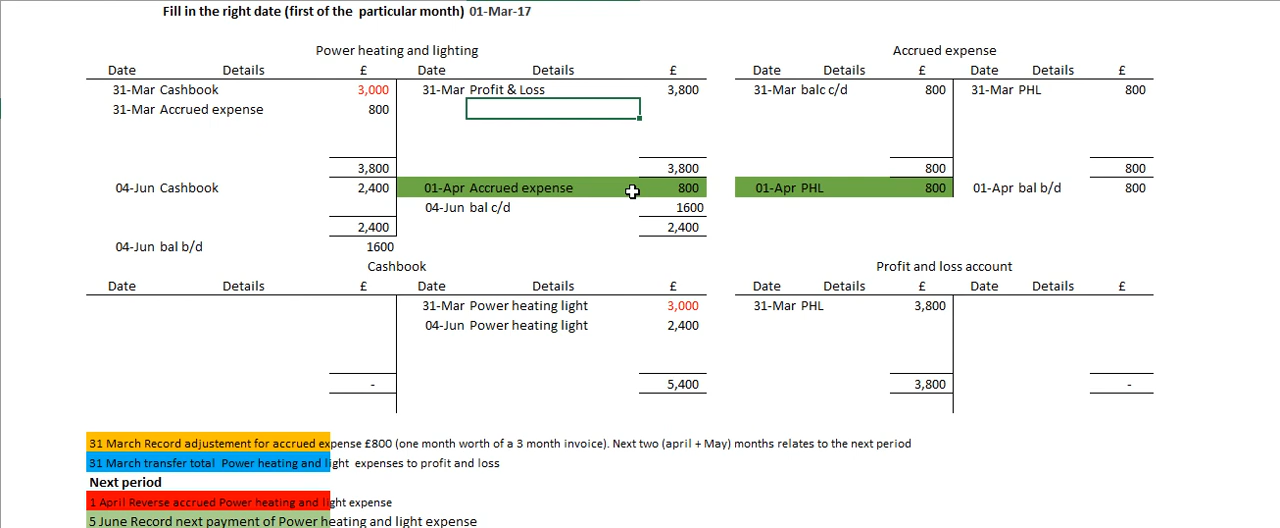 Fill in the right date (first of the particular month) 01-Mar-17
Power heating and lighting Accrued expense
Date Details £ Date Details £ Date Details £ Date Details £
31-Mar Cashbook 3,000 31-Mar Profit & Loss 3,800 31-Mar balc c/d 800 31-Mar PHL 800
31-Mar Accrued expense 800
3,800 3,800 800 800
04-Jun Cashbook 2,400 01-Apr Accrued expense 800 01-Apr PHL 800 01-Apr bal b/d 800
04-Jun bal c/d 1600
2,400 2,400
04-Jun bal b/d 1600
Cashbook Profit and loss account
Date Details £ Date Details £ Date Details £ Date Details £
31-Mar Power heating light 3,000 31-Mar PHL 3,800
04-Jun Power heating light 2,400
- 5,400 3,800 -
31 March Record adjustement for accrued expense £800 (one month worth of a 3 month invoice). Next two (april + May) months relates to the next period
31 March transfer total Power heating and light expenses to profit and loss
Next period
1 April Reverse accrued Power heating and light expense
5 June Record next payment of Power heating and light expense